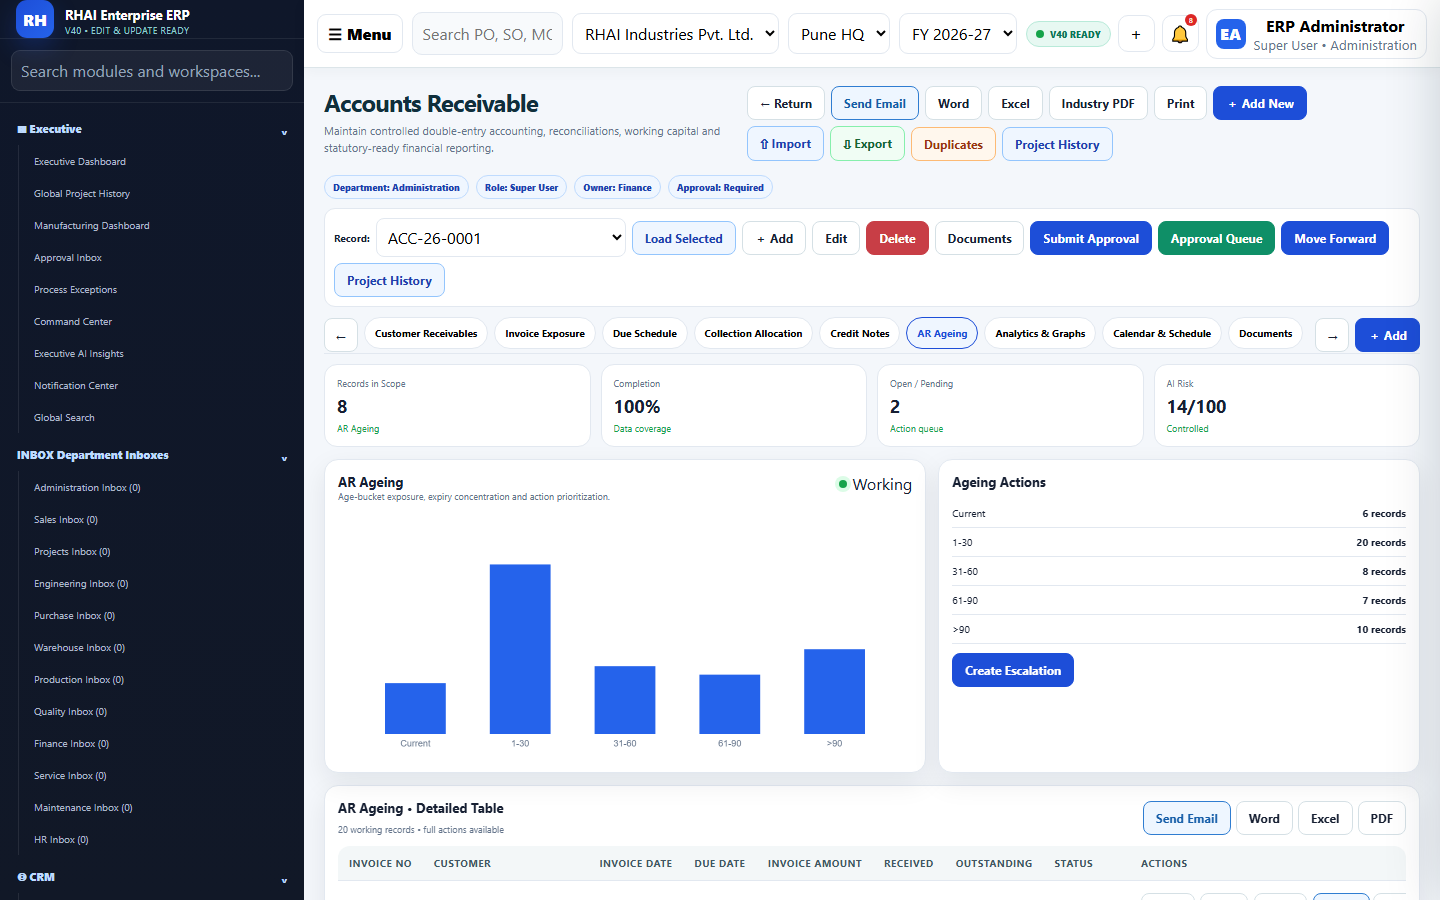 RH
RHAI Enterprise ERP
V40 • EDIT & UPDATE READY
Search modules and workspaces...
Executive
v
Executive Dashboard
Global Project History
Manufacturing Dashboard
Approval Inbox
Process Exceptions
Command Center
Executive AI Insights
Notification Center
Global Search
INBOX Department Inboxes
v
Administration Inbox (0)
Sales Inbox (0)
Projects Inbox (0)
Engineering Inbox (0)
Purchase Inbox (0)
Warehouse Inbox (0)
Production Inbox (0)
Quality Inbox (0)
Finance Inbox (0)
Service Inbox (0)
Maintenance Inbox (0)
HR Inbox (0)
CRM
v
☰ Menu
Search PO, SO, MO
RHAI Industries Pvt. Ltd.
Pune HQ
FY 2026-27
V40 READY
+
8
EA
ERP Administrator
Super User • Administration
Accounts Receivable
Maintain controlled double-entry accounting, reconciliations, working capital and
statutory-ready financial reporting.
← Return
Send Email
Word
Excel
Industry PDF
Print
+ Add New
⇧ Import
⇩ Export
Duplicates
Project History
Department: Administration
Role: Super User
Owner: Finance
Approval: Required
Record:
ACC-26-0001
Load Selected
+ Add
Edit
Delete
Documents
Submit Approval
Approval Queue
Move Forward
Project History
←
Customer Receivables
Invoice Exposure
Due Schedule
Collection Allocation
Credit Notes
AR Ageing
Analytics & Graphs
Calendar & Schedule
Documents
→
+ Add
Records in Scope
8
AR Ageing
Completion
100%
Data coverage
Open / Pending
2
Action queue
AI Risk
14/100
Controlled
AR Ageing
Age-bucket exposure, expiry concentration and action prioritization.
Working
Current
1-30
31-60
61-90
>90
Ageing Actions
Current 6 records
1-30 20 records
31-60 8 records
61-90 7 records
>90 10 records
Create Escalation
AR Ageing • Detailed Table
20 working records • full actions available
Send Email
Word
Excel
PDF
INVOICE NO CUSTOMER INVOICE DATE DUE DATE INVOICE AMOUNT RECEIVED OUTSTANDING STATUS ACTIONS